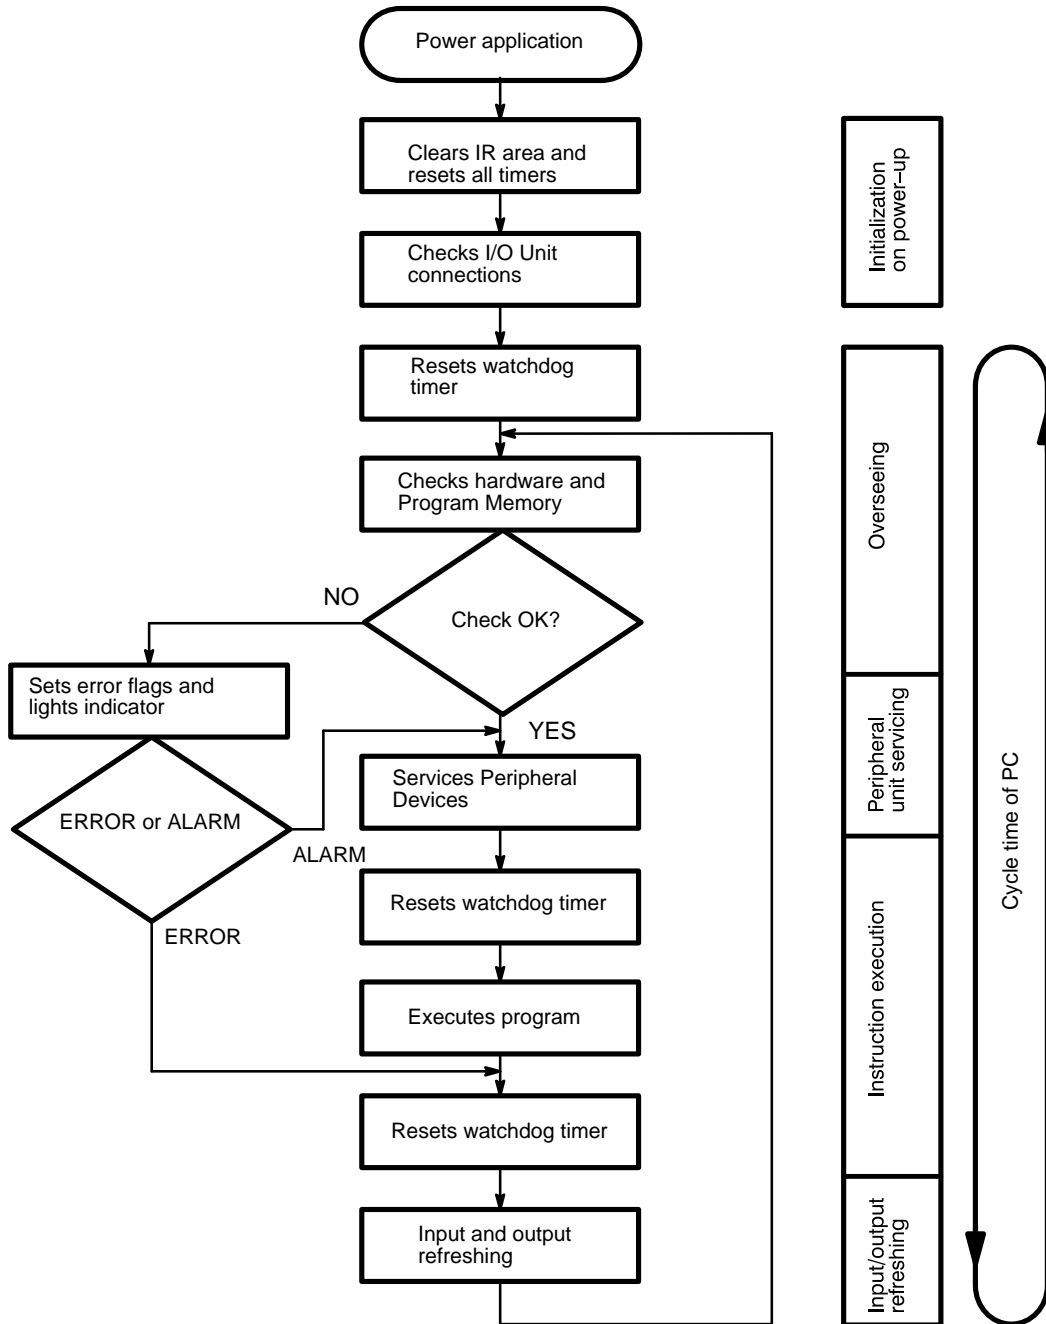 Power application
Clears IR area and
resets all timers
Checks I/O Unit
connections
Resets watchdog
timer
Checks hardware and
Program Memory
NO
Check OK?
Sets error flags and
lights indicator
YES
Services Peripheral
Devices
ERROR or ALARM
ALARM
Resets watchdog timer
ERROR
Executes program
Resets watchdog timer
Input and output
refreshing
Initialization
on power–up
Overseeing
Peripheral
unit servicing
Instruction execution
Input/output
refreshing
Cycle time of PC